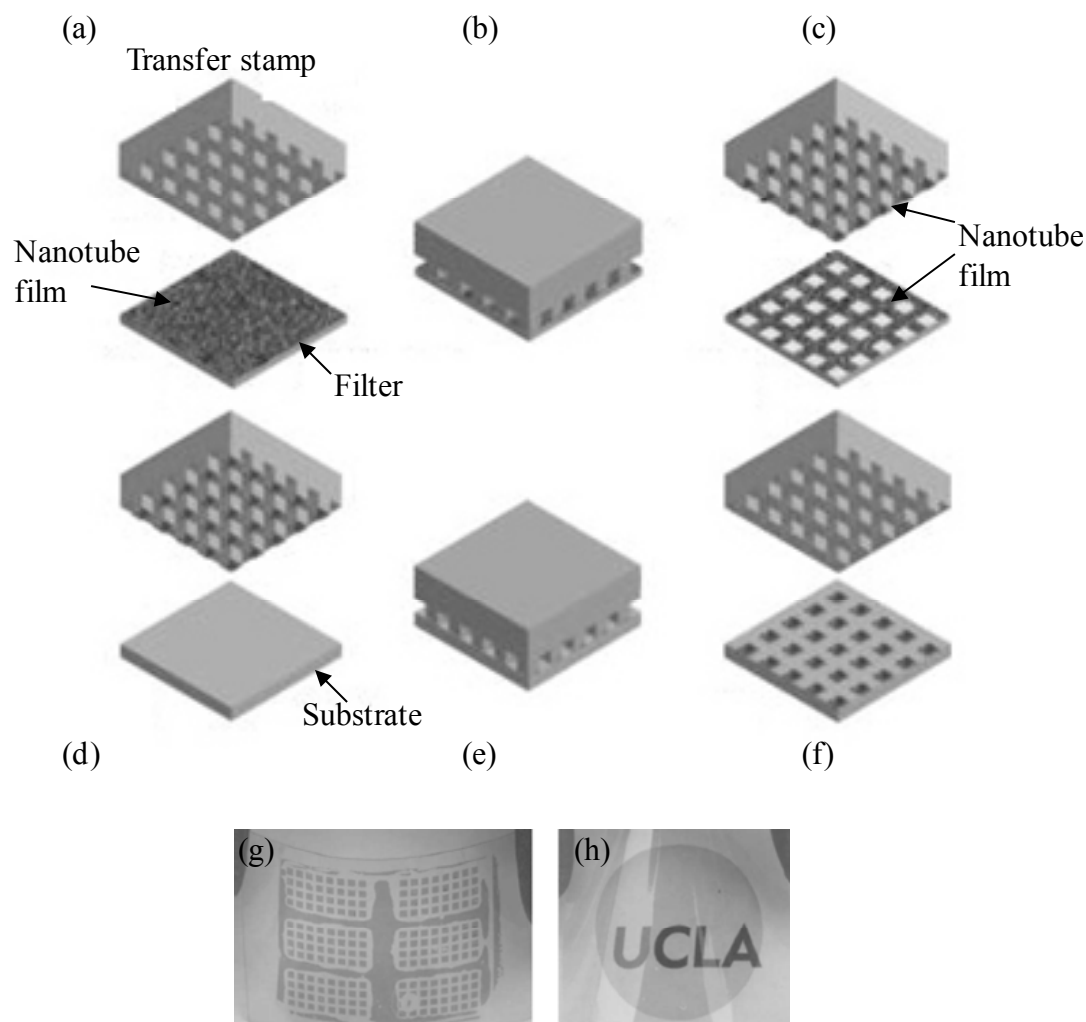 (a)
(b)
(c)
Transfer stamp
Nanotube
film
Filter
Nanotube
film
Substrate
(d)
(e)
(f)
(g)
(h)
UCLA